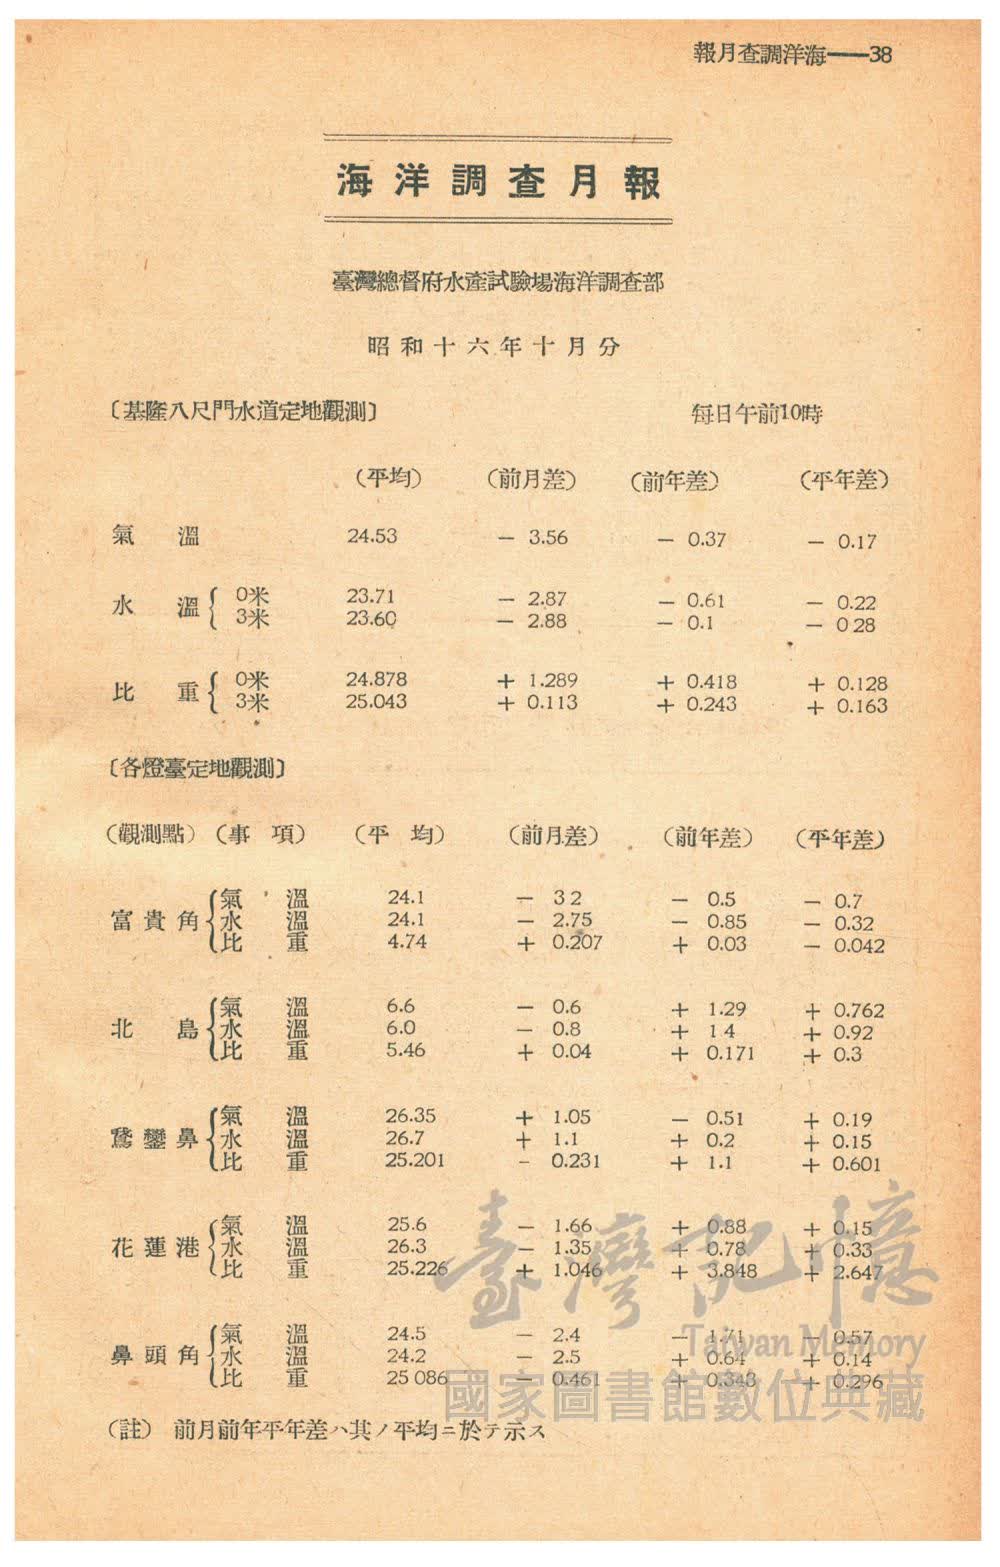 報月査調洋海——38
海洋調査月報
臺灣總督府水產試驗場海洋調査部
昭和十六年十月分
〔基隆八尺門水道定地觀測〕 每日午前10時
(平均) (前月差) (前年差) (平年差)
氣溫 24.53 − 3.56 − 0.37 − 0.17
水溫 0米 23.71 − 2.87 − 0.61 − 0.22
3米 23.60 − 2.88 − 0.1 − 0 28
比重 0米 24.878 + 1.289 + 0.418 + 0.128
3米 25.043 + 0.113 + 0.243 + 0.163
〔各燈臺定地觀測〕
(觀測點) (事項) (平均) (前月差) (前年差) (平年差)
富貴角 氣溫 24.1 − 3 2 − 0.5 − 0.7
水溫 24.1 − 2.75 − 0.85 − 0.32
比重 4.74 + 0.207 + 0.03 − 0.042
北島 氣溫 6.6 − 0.6 + 1.29 + 0.762
水溫 6.0 − 0.8 + 1 4 + 0.92
比重 5.46 + 0.04 + 0.171 + 0.3
鵞鑾鼻 氣溫 26.35 + 1.05 − 0.51 + 0.19
水溫 26.7 + 1.1 + 0.2 + 0.15
比重 25.201 - 0.231 + 1.1 + 0.601
花蓮港 氣溫 25.6 − 1.66 + 0.88 + 0.15
水溫 26.3 − 1.35 + 0.78 + 0.33
比重 25.226 + 1.046 + 3.848 + 2.647
鼻頭角 氣溫 24.5 − 2.4 − 1.71 − 0.57
水溫 24.2 − 2.5 + 0.64 + 0.14
比重 25 086 − 0.461 + 0.343 + 0.296
(註) 前月前年平年差ハ其ノ平均ニ於テ示ス
臺灣記憶
Taiwan Memory
國家圖書館數位典藏